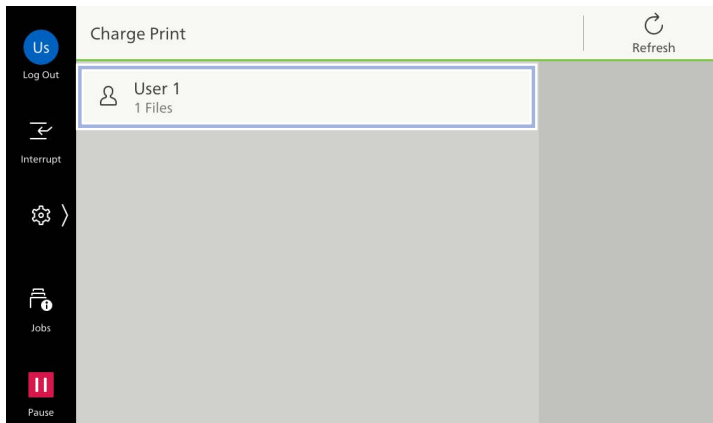 Us
Log Out
Interrupt
Jobs
Pause
Charge Print
Refresh
User 1
1 Files